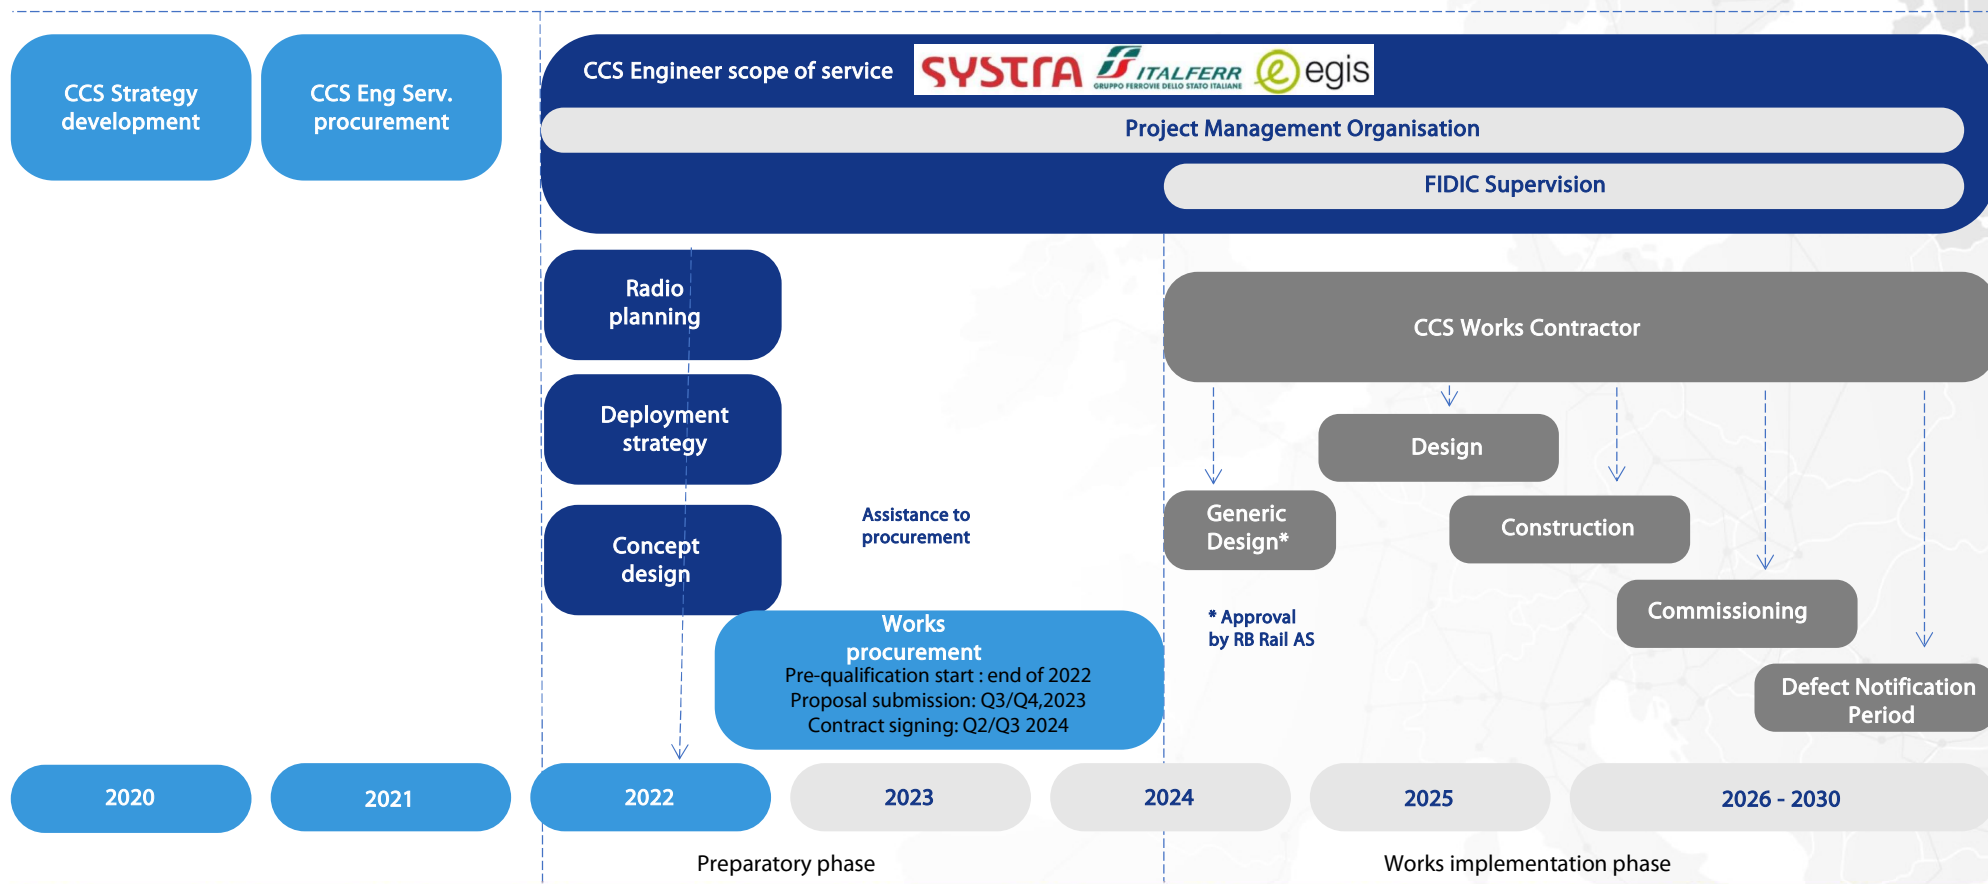 CCS Strategy
development
CCS Eng Serv.
procurement
CCS Engineer scope of service
SYSTRA
ITALFERR
GRUPPO FERROVIE DELLO STATO ITALIANE
egis
Project Management Organisation
FIDIC Supervision
Radio
planning
Deployment
strategy
Concept
design
Assistance to
procurement
Works
procurement
Pre-qualification start : end of 2022
Proposal submission: Q3/Q4,2023
Contract signing: Q2/Q3 2024
CCS Works Contractor
Design
Generic
Design*
Construction
* Approval
by RB Rail AS
Commissioning
Defect Notification
Period
2020
2021
2022
2023
2024
2025
2026 - 2030
Preparatory phase
Works implementation phase